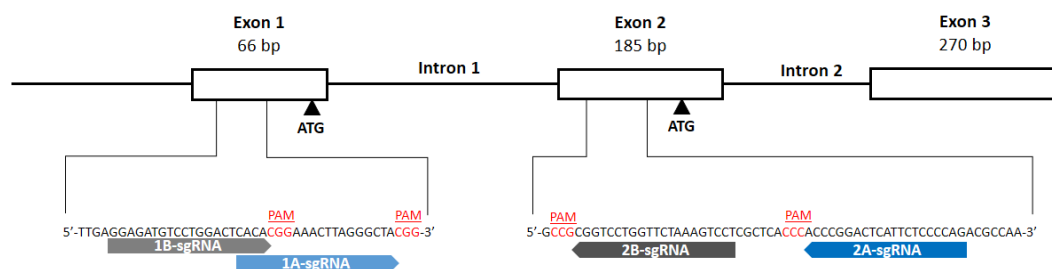 Exon 1
66 bp
Intron 1
Exon 2
185 bp
Intron 2
Exon 3
270 bp
ATG
ATG
PAM
PAM
5’-TTGAGGAGATGTCCTGGACTCACACGGAAACTTAGGGCTACGG-3’
1B-sgRNA
1A-sgRNA
PAM
PAM
5’-GCCGCGGTCCTGGTTCTAAAGTCCTCGCTCACCCACCCGGACTCATTCTCCCCAGACGCCAA-3’
2B-sgRNA
2A-sgRNA